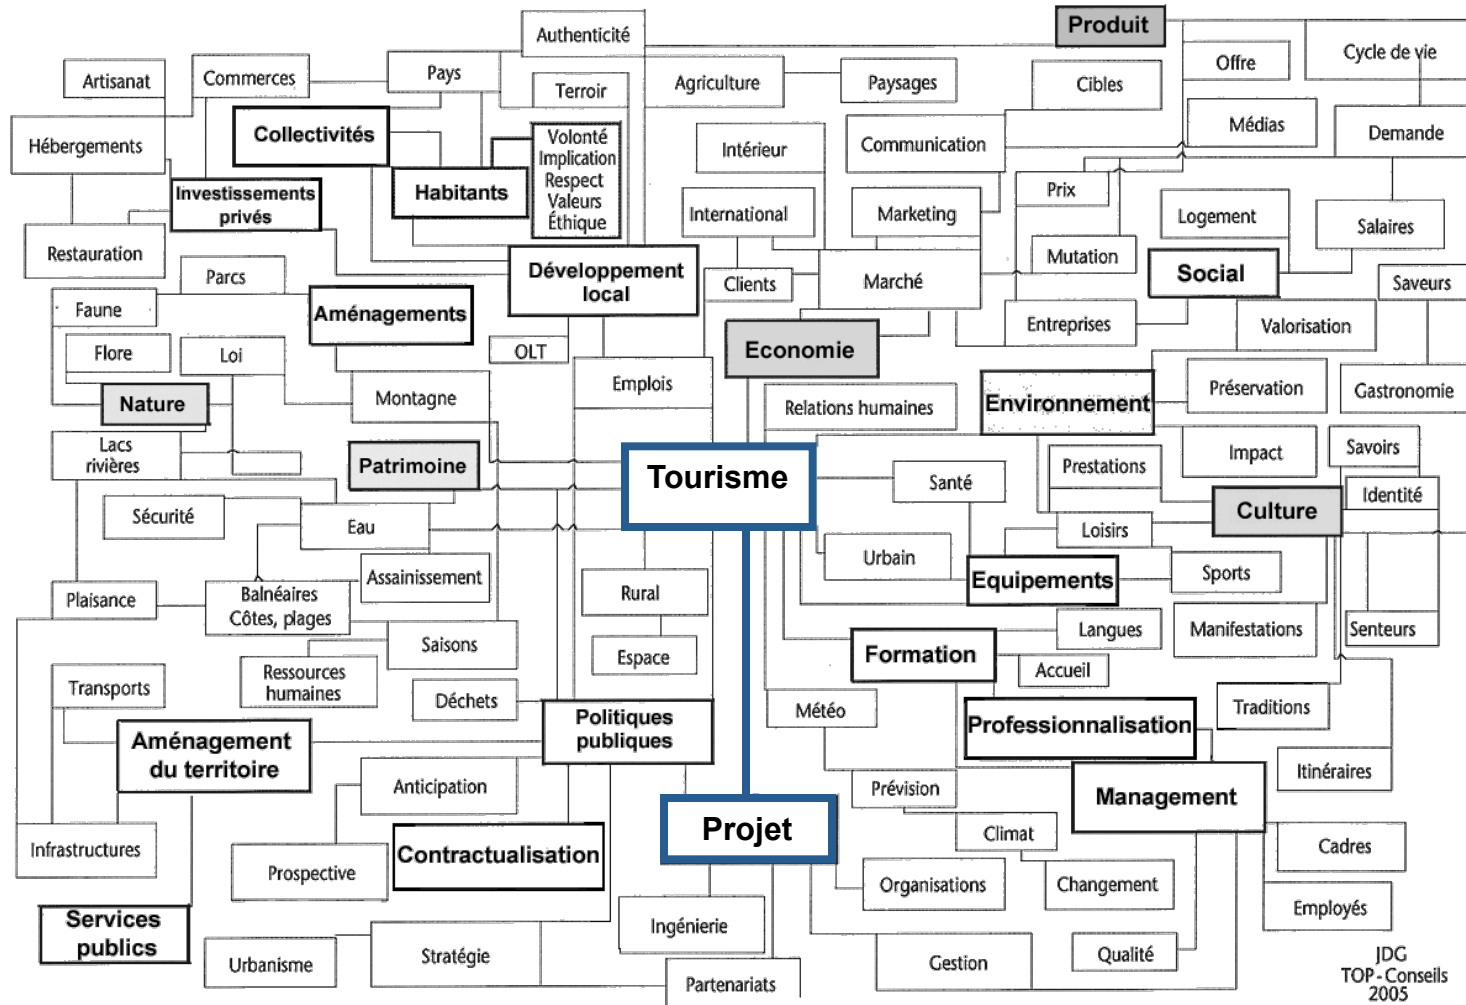 Authenticité
Produit
Cycle de vie
Artisanat
Commerces
Pays
Terroir
Agriculture
Paysages
Cibles
Offre
Collectivités
Volonté
Implication
Respect
Valeurs
Éthique
Hébergements
Intérieur
Communication
Médias
Demande
Investissements
privés
Habitants
International
Marketing
Prix
Logement
Salaires
Restauration
Mutation
Parcs
Développement
local
Clients
Marché
Social
Saveurs
Faune
Aménagements
Entreprises
Valorisation
Flore
Loi
OLT
Economie
Emplois
Nature
Montagne
Relations humaines
Environnement
Préservation
Gastronomie
Lacs
rivières
Patrimoine
Tourisme
Santé
Prestations
Impact
Savoirs
Identité
Sécurité
Eau
Culture
Loisirs
Urbain
Assainissement
Equipements
Sports
Plaisance
Balnéaires
Côtes, plages
Rural
Langues
Manifestations
Senteurs
Saisons
Espace
Formation
Accueil
Ressources
humaines
Transports
Déchets
Politiques
publiques
Météo
Professionnalisation
Traditions
Aménagement
du territoire
Itinéraires
Anticipation
Prévision
Management
Projet
Climat
Infrastructures
Contractualisation
Cadres
Prospective
Organisations
Changement
Employés
Services
publics
Ingénierie
Urbanisme
Stratégie
Gestion
Qualité
Partenariats
JDG
TOP-Conseils
2005